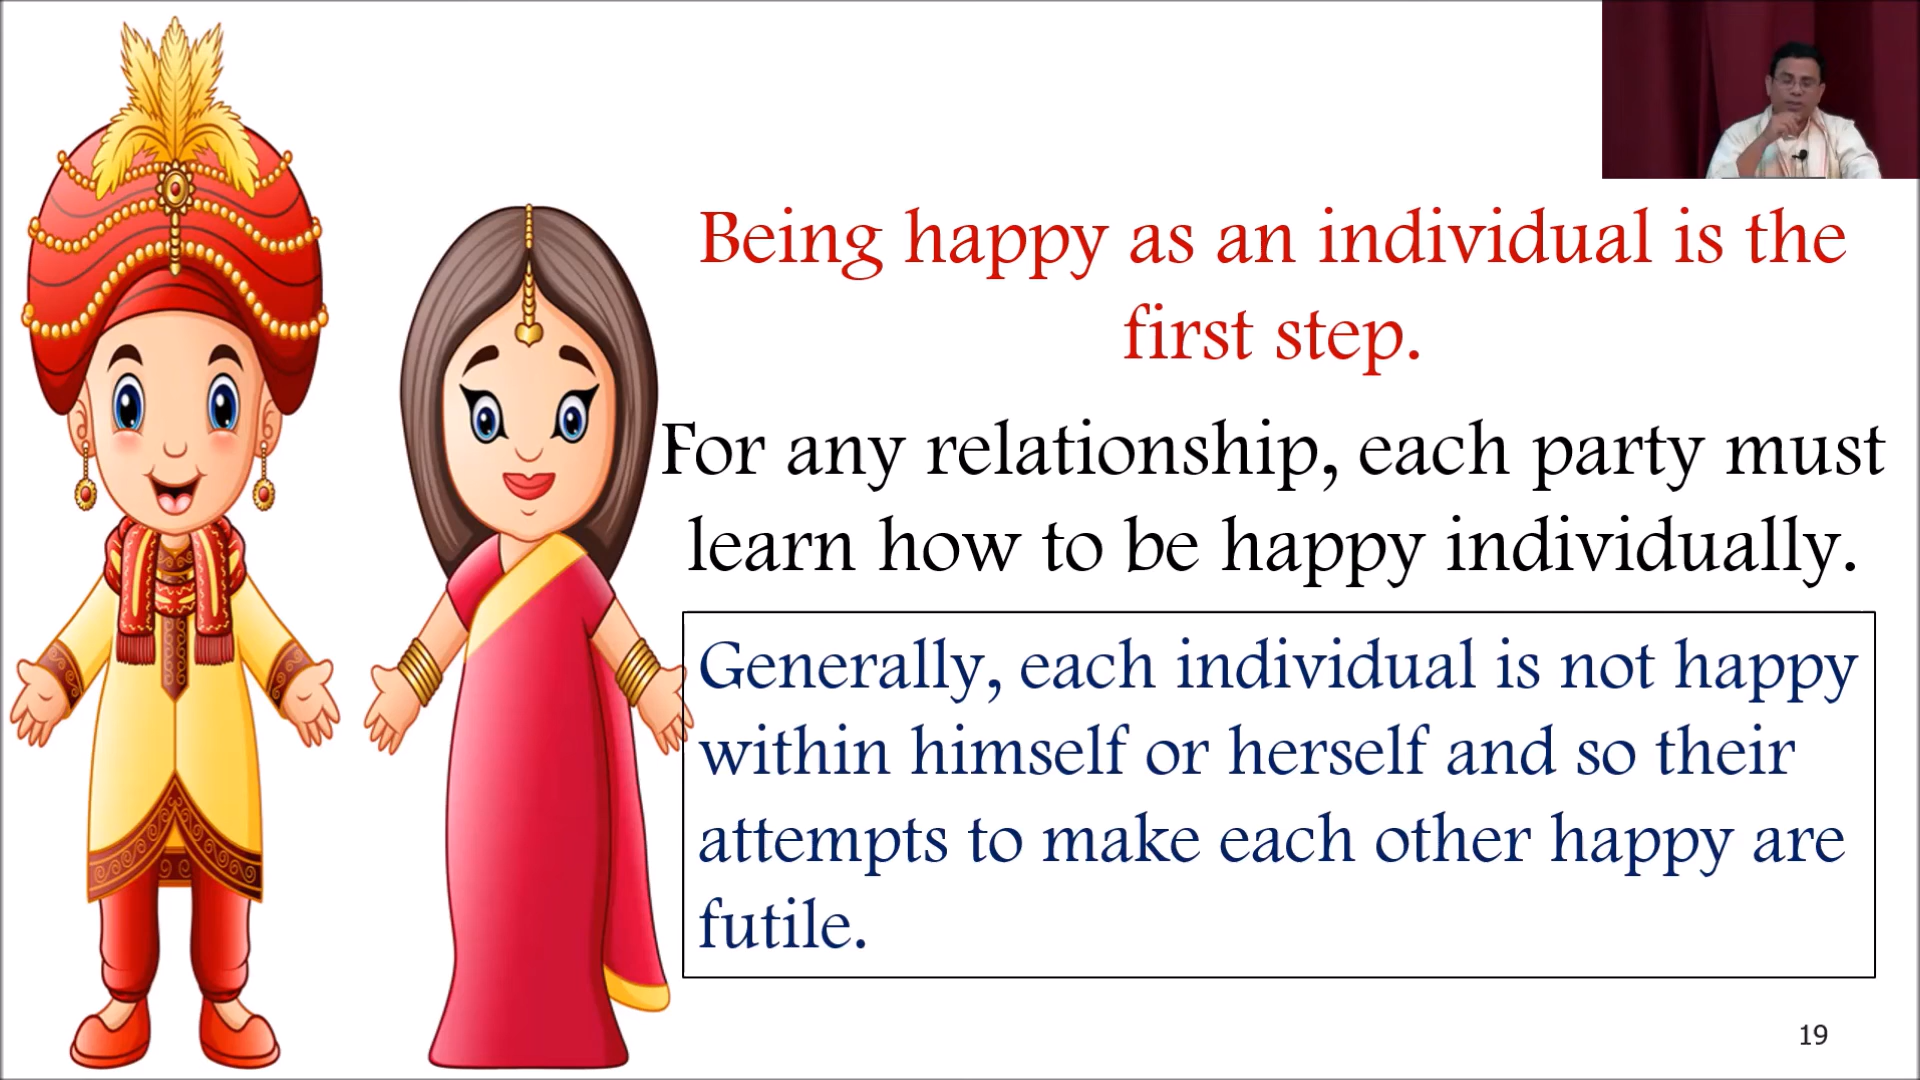 Being happy as an individual is the
first step.
For any relationship, each party must
learn how to be happy individually.
Generally, each individual is not happy
within himself or herself and so their
attempts to make each other happy are
futile.
19